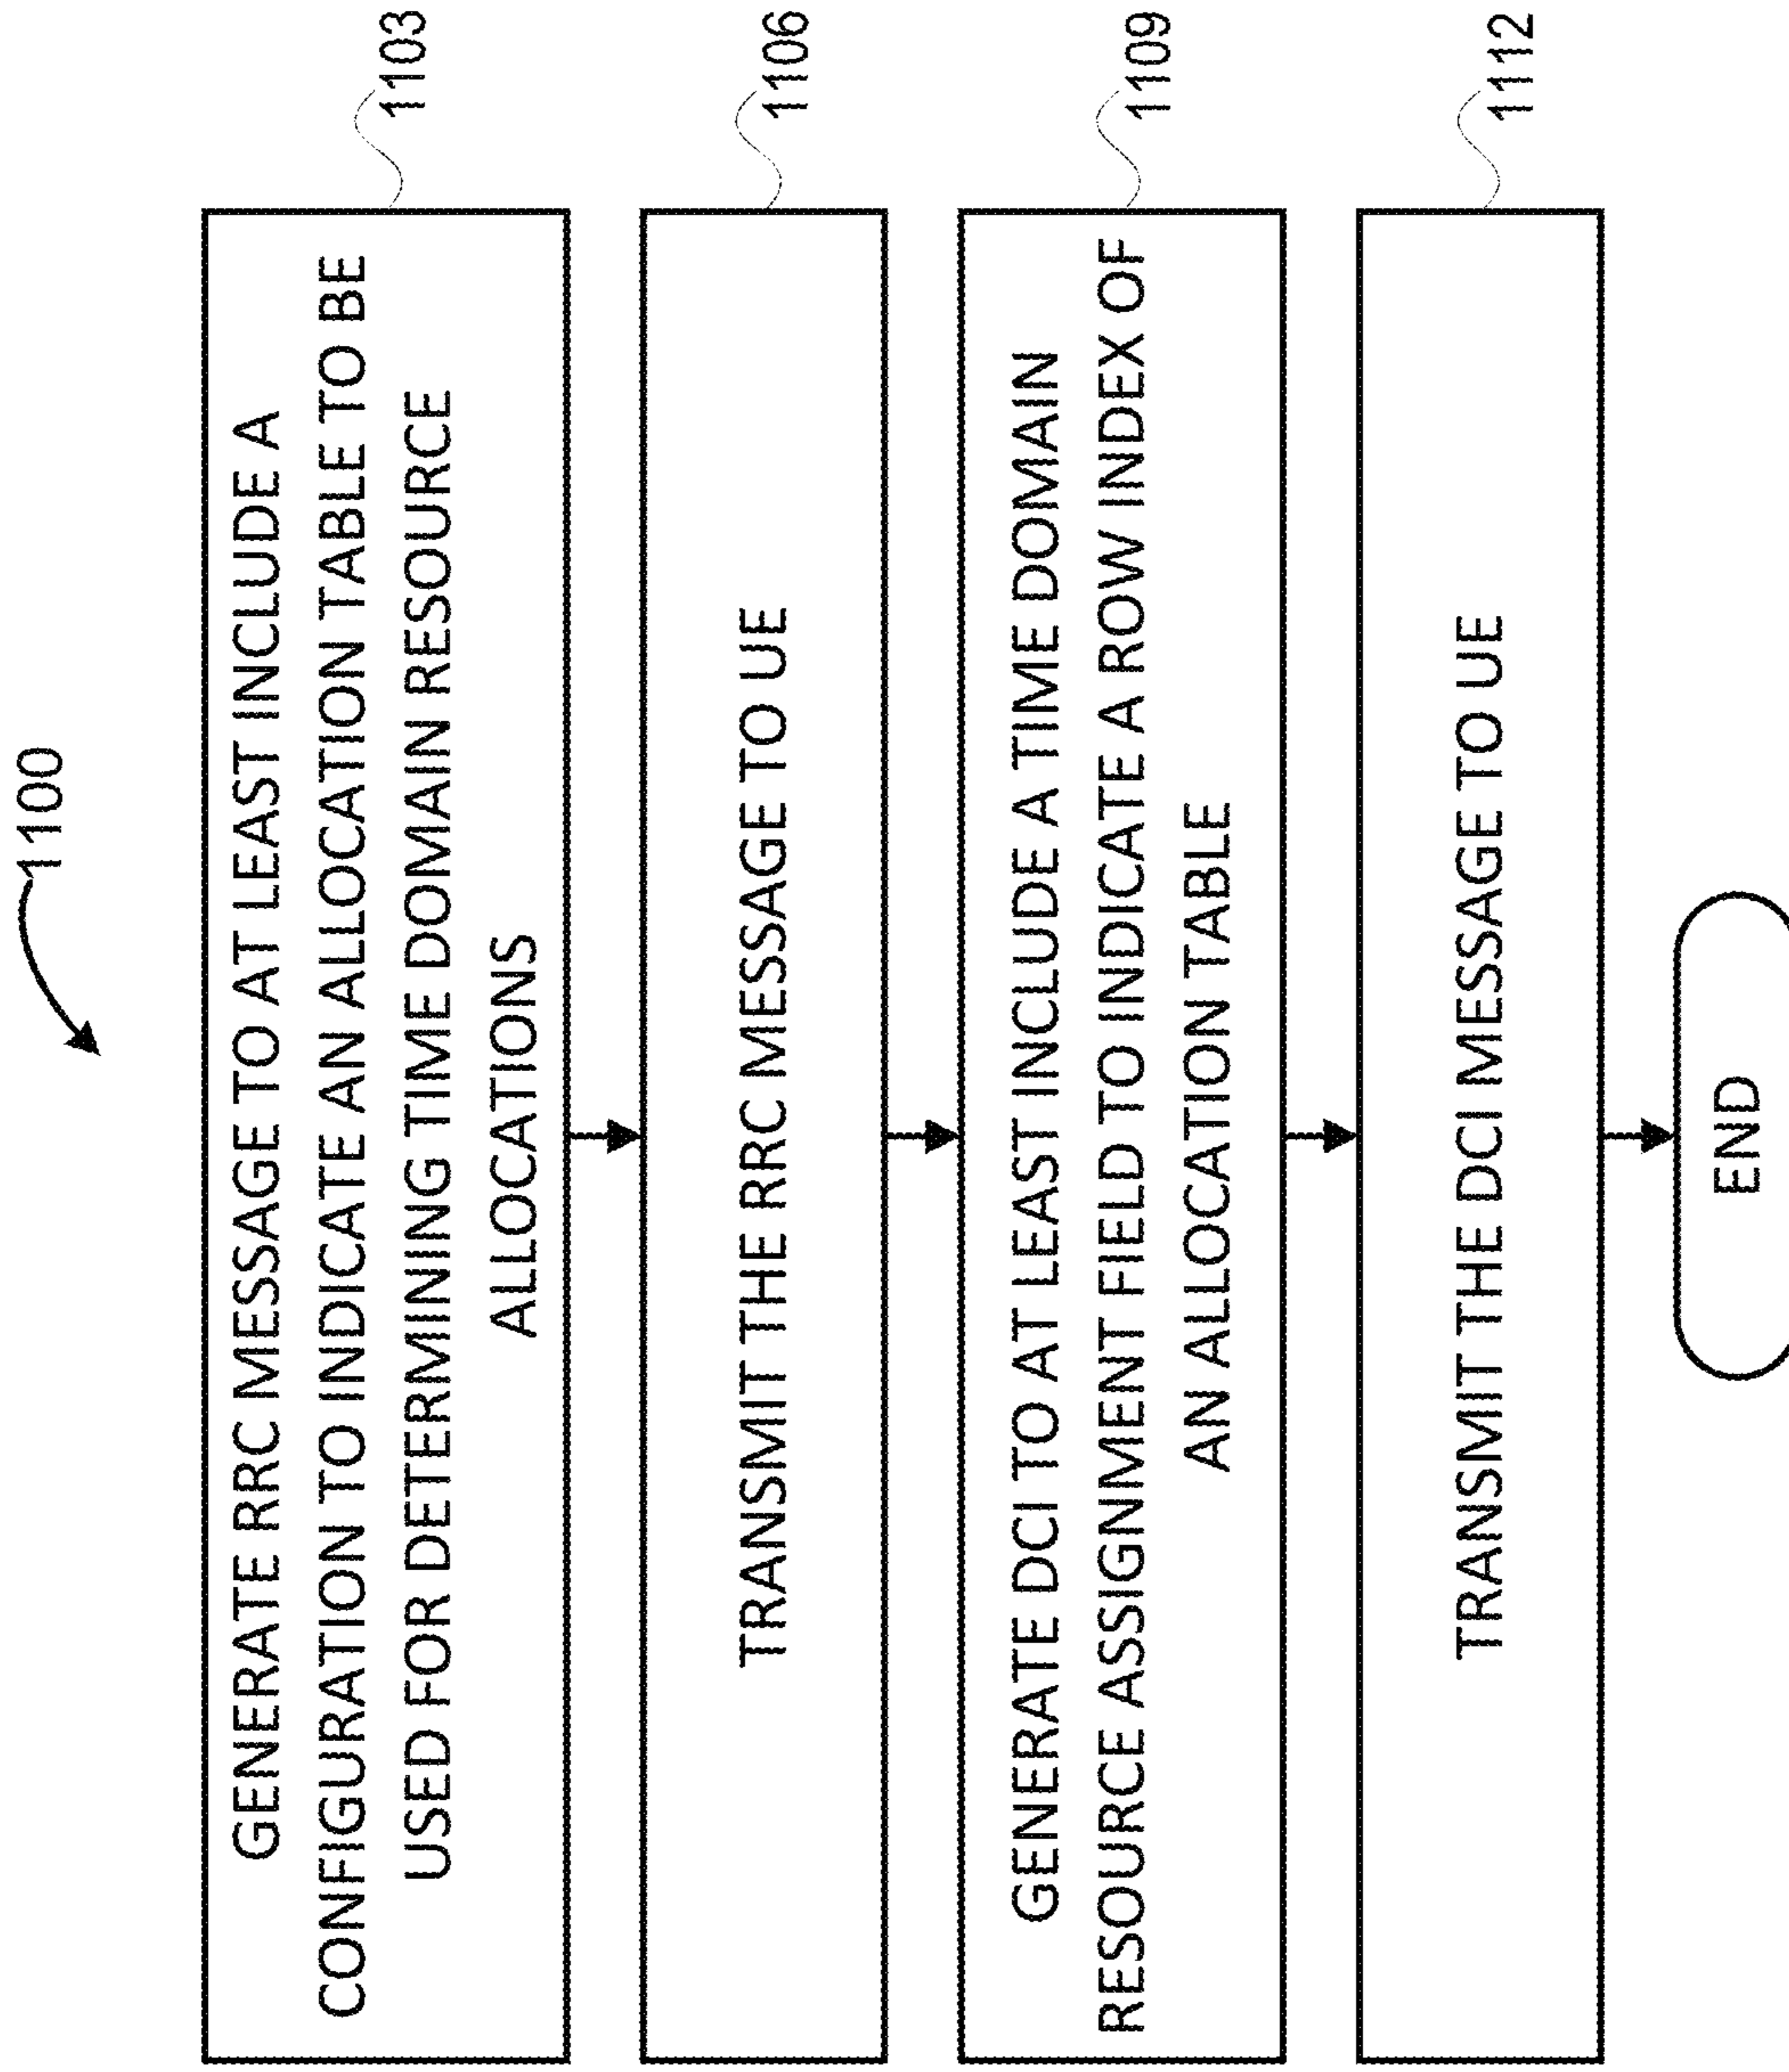 1100
GENERATE RRC MESSAGE TO AT LEAST INCLUDE A
CONFIGURATION TO INDICATE AN ALLOCATION TABLE TO BE
USED FOR DETERMINING TIME DOMAIN RESOURCE
ALLOCATIONS
1103
TRANSMIT THE RRC MESSAGE TO UE
1106
GENERATE DCI TO AT LEAST INCLUDE A TIME DOMAIN
RESOURCE ASSIGNMENT FIELD TO INDICATE A ROW INDEX OF
AN ALLOCATION TABLE
1109
TRANSMIT THE DCI MESSAGE TO UE
1112
END